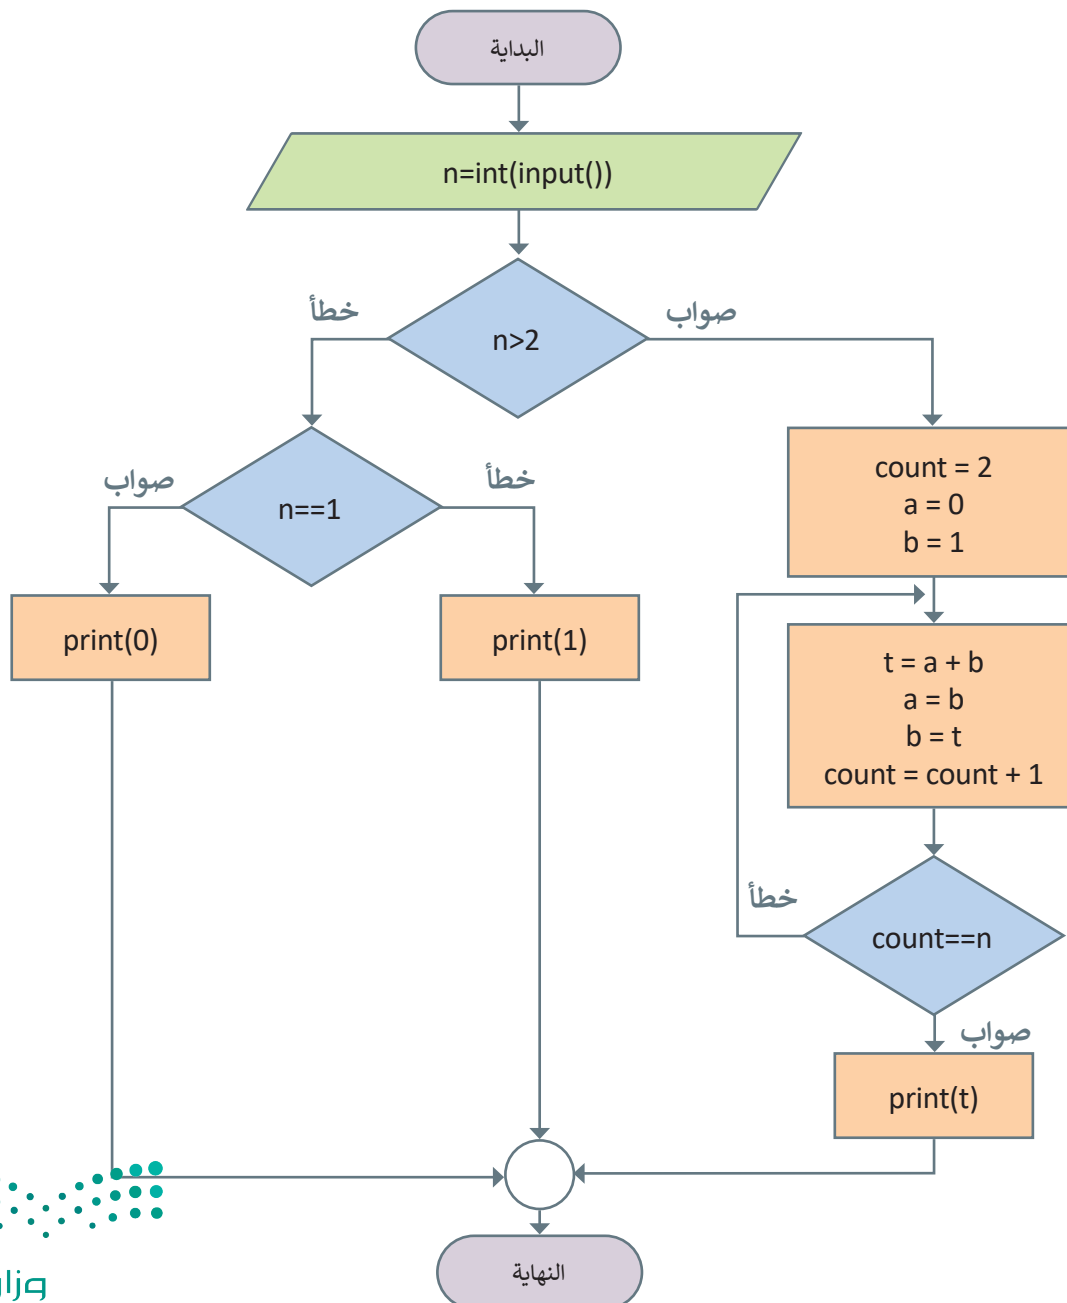 البداية
n=int(input())
صواب
خطأ
n>2
خطأ
صواب
n==1
count = 2
a = 0
b = 1
print(0)
print(1)
t = a + b
a = b
b = t
count = count + 1
خطأ
count==n
صواب
print(t)
النهاية